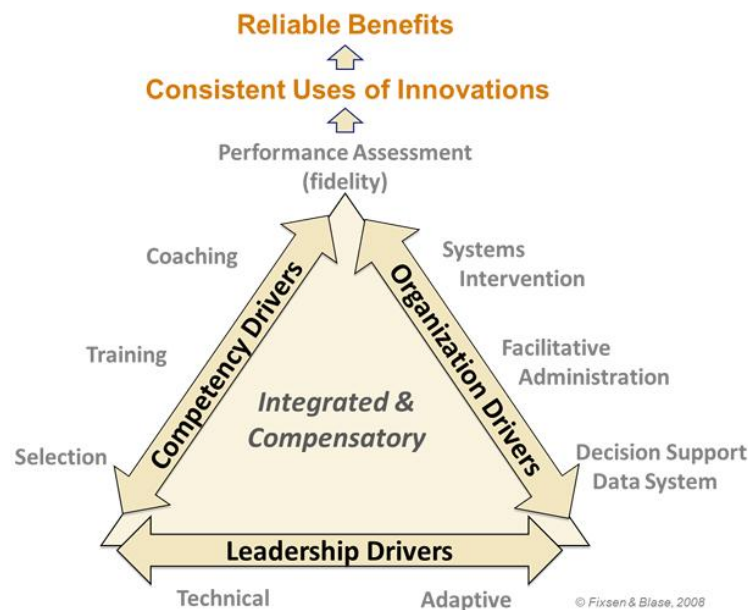 Reliable Benefits
Consistent Uses of Innovations
Performance Assessment
(fidelity)
Coaching
Training
Selection
Competency Drivers
Systems
Intervention
Facilitative
Administration
Decision Support
Data System
Organization Drivers
Integrated &
Compensatory
Leadership Drivers
Technical
Adaptive
© Fixsen & Blase, 2008